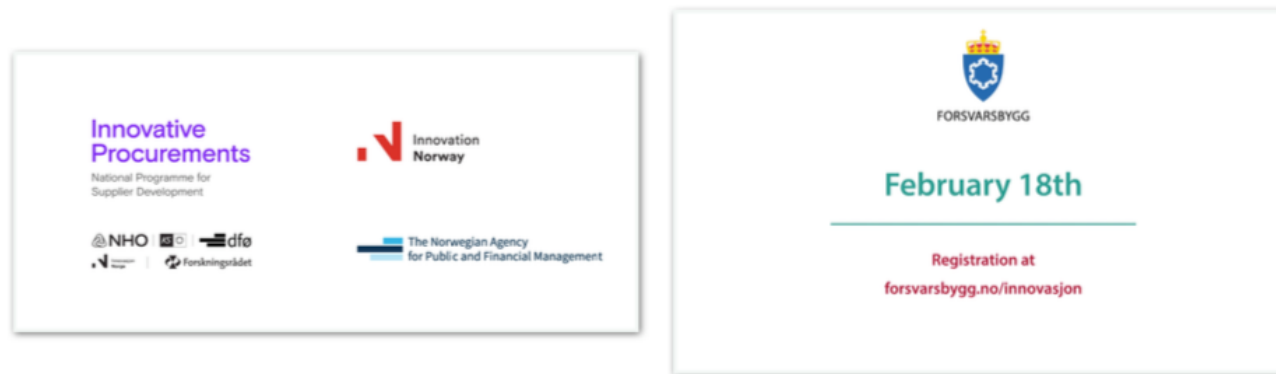 Innovative
Procurements
National Programme for
Supplier Development
NHO
dfø
Forskningsrådet
Innovation
Norway
The Norwegian Agency
for Public and Financial Management
FORSVARSBYGG
February 18th
Registration at
forsvarsbygg.no/innovasjon